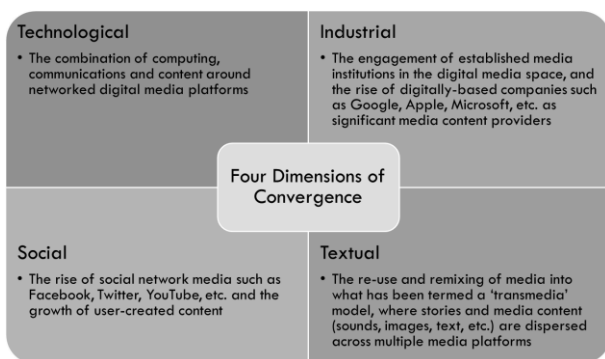 Technological
• The combination of computing,
communications and content around
networked digital media platforms
Industrial
• The engagement of established media
institutions in the digital media space, and
the rise of digitally-based companies such
as Google, Apple, Microsoft, etc. as
significant media content providers
Four Dimensions of
Convergence
Social
• The rise of social network media such as
Facebook, Twitter, YouTube, etc. and the
growth of user-created content
Textual
• The re-use and remixing of media into
what has been termed a ‘transmedia’
model, where stories and media content
(sounds, images, text, etc.) are dispersed
across multiple media platforms